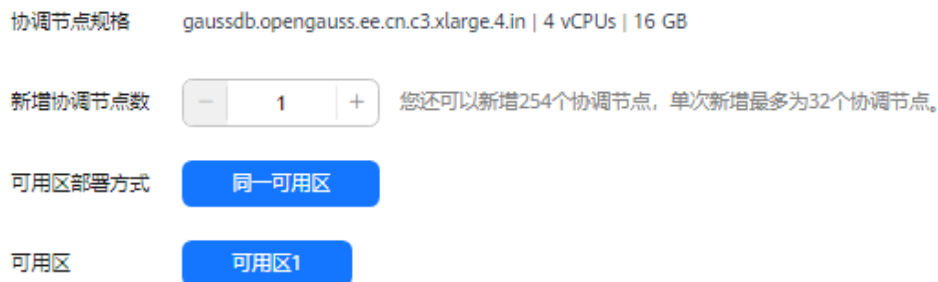 协调节点规格 gaussdb.opengauss.ee.cn.c3.xlarge.4.in | 4 vCPUs | 16 GB
新增协调节点数 − 1 + 您还可以新增254个协调节点，单次新增最多为32个协调节点。
可用区部署方式 同一可用区
可用区 可用区1